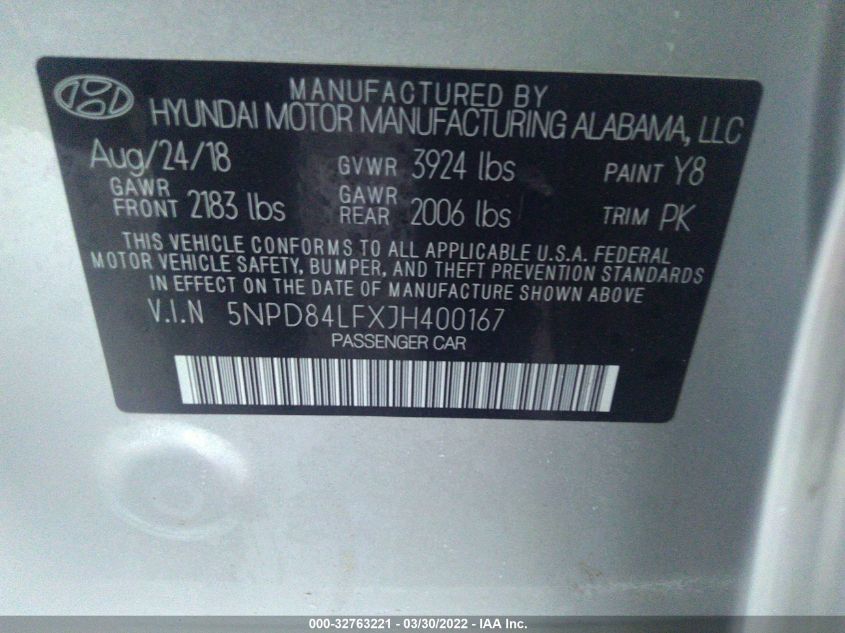 MANUFACTURED BY
HYUNDAI MOTOR MANUFACTURING ALABAMA, LLC
Aug/24/18 GVWR 3924 lbs PAINT Y8
GAWR FRONT 2183 lbs GAWR REAR 2006 lbs TRIM PK
THIS VEHICLE CONFORMS TO ALL APPLICABLE U.S.A. FEDERAL
MOTOR VEHICLE SAFETY, BUMPER, AND THEFT PREVENTION STANDARDS
IN EFFECT ON THE DATE OF MANUFACTURE SHOWN ABOVE
V.I.N 5NPD84LFXJH400167
PASSENGER CAR
000-32763221 - 03/30/2022 - IAA Inc.